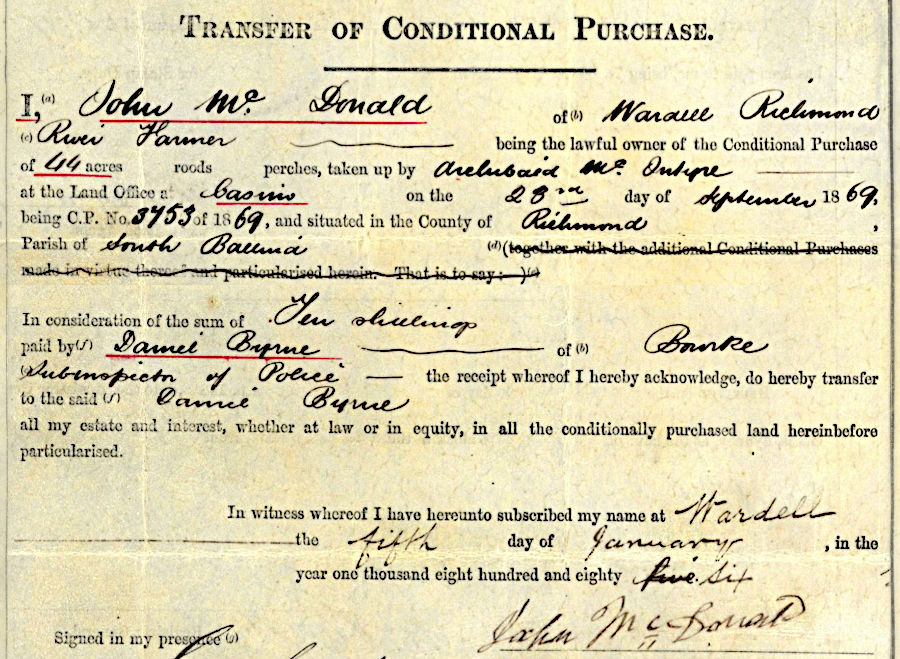 TRANSFER OF CONDITIONAL PURCHASE.
I, (a) John Mc. Donald of (b) Wardell Richmond
(c) River Farmer being the lawful owner of the Conditional Purchase
of 44 acres roods perches, taken up by Archibald Mc. Intyre
at the Land Office at Casino on the 23rd day of September 1869,
being C.P. No. 3753 of 1869, and situated in the County of Richmond ,
Parish of South Ballina (d) (together with the additional Conditional Purchases
made in virtue thereof and particularised herein. That is to say:— ) (e)
In consideration of the sum of Ten shillings
paid by (f) Daniel Byrne of (b) Bourke
(c) Subinspector of Police — the receipt whereof I hereby acknowledge, do hereby transfer
to the said (f) Daniel Byrne
all my estate and interest, whether at law or in equity, in all the conditionally purchased land hereinbefore
particularised.
In witness whereof I have hereunto subscribed my name at Wardell
the fifth day of January , in the
year one thousand eight hundred and eighty five six
John Mc Donald
Signed in my presence (g)